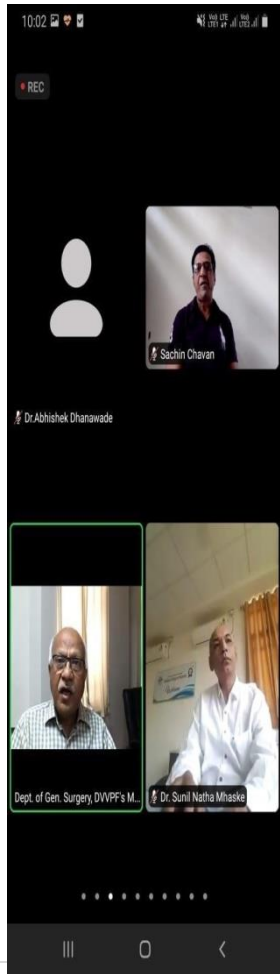 10:02
REC
Sachin Chavan
Dr.Abhishek Dhanawade
Dept. of Gen. Surgery, DVVPF's M...
Dr. Sunil Natha Mhaske